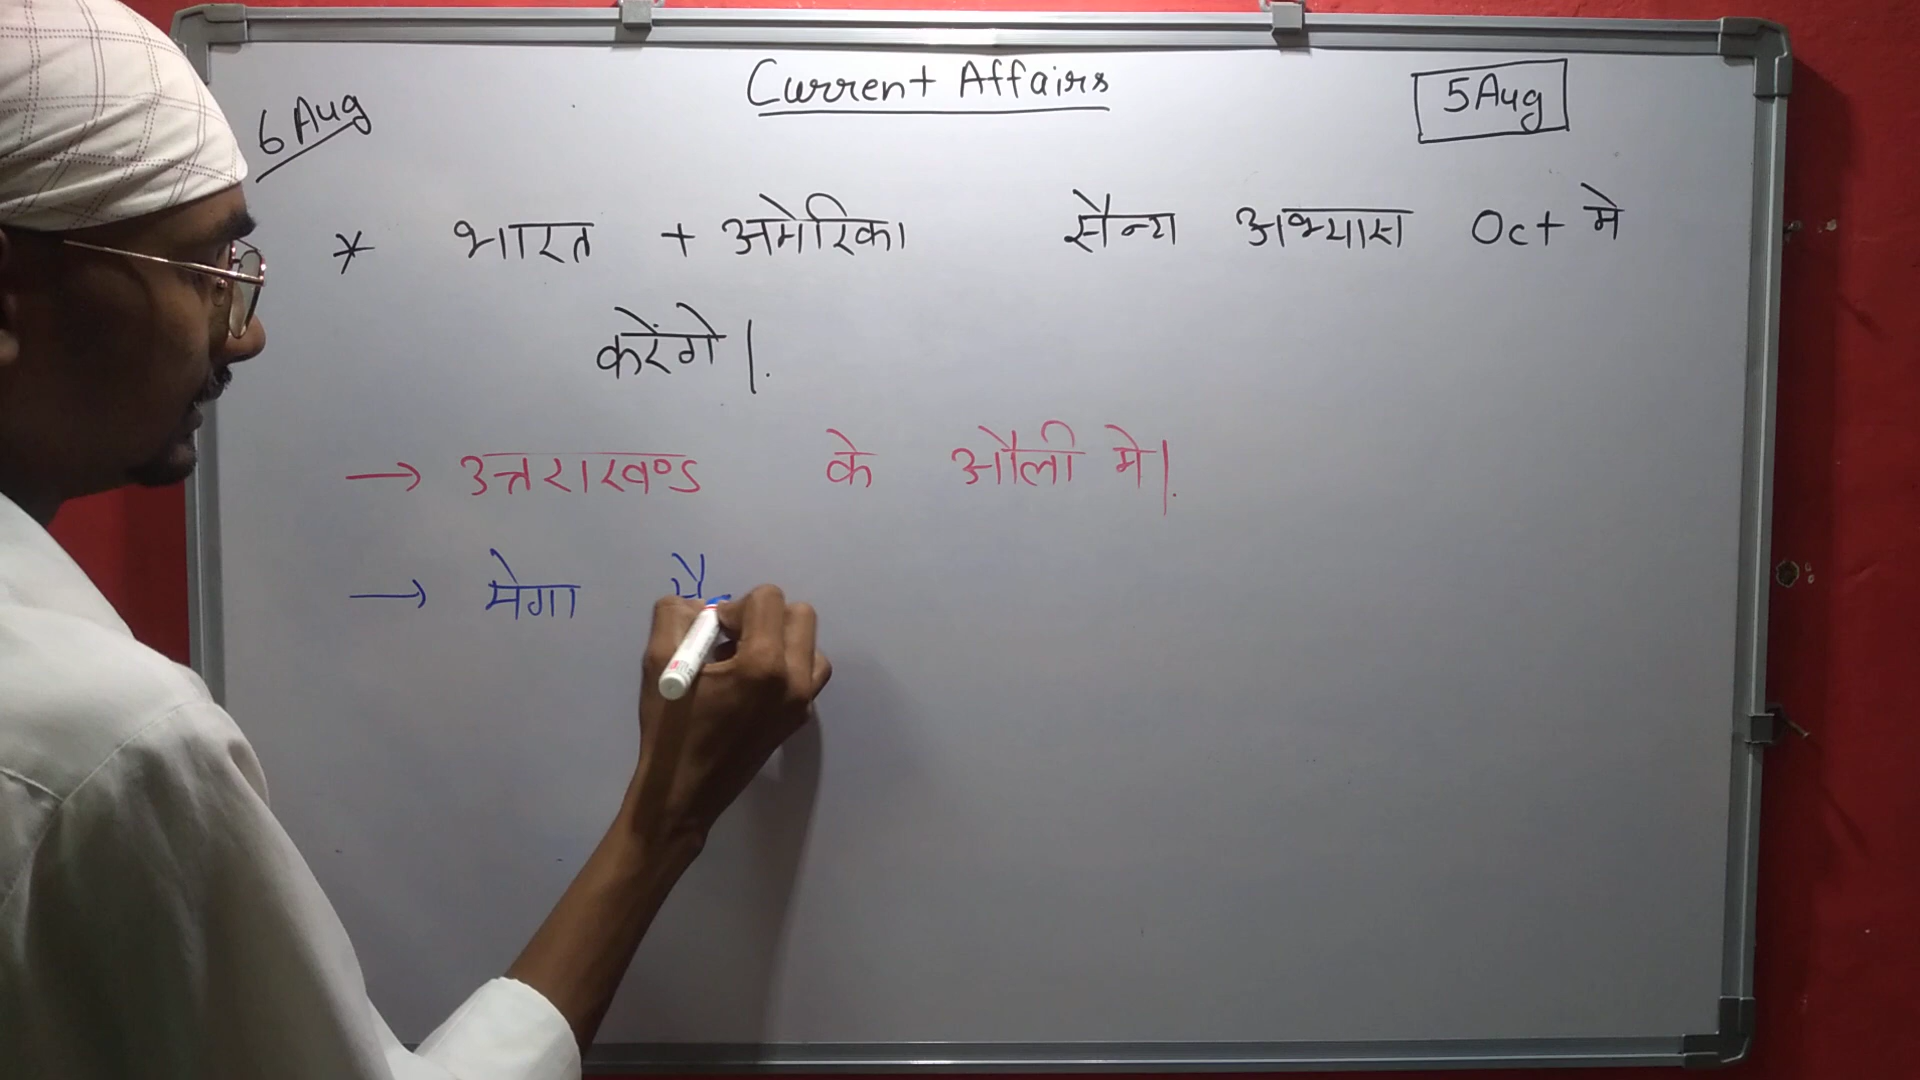 Current Affairs
6 Aug
5 Aug
* भारत + अमेरिका सैन्य अभ्यास Oct मे
करेंगे |.
→ उत्तराखण्ड के औली मे |.
→ मेगा